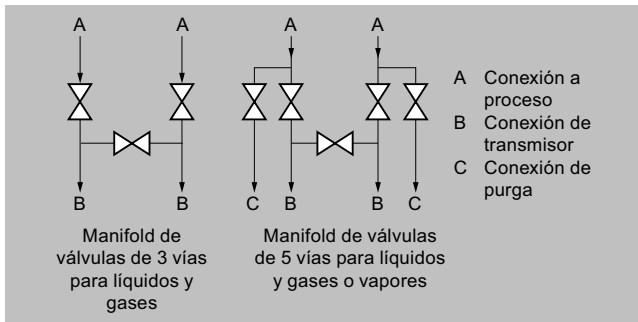 A A A A
B B C B B C
A Conexión a
proceso
B Conexión de
transmisor
C Conexión de
purga
Manifold de
válvulas de 3 vías
para líquidos y
gases
Manifold de válvulas
de 5 vías para líquidos
y gases o vapores